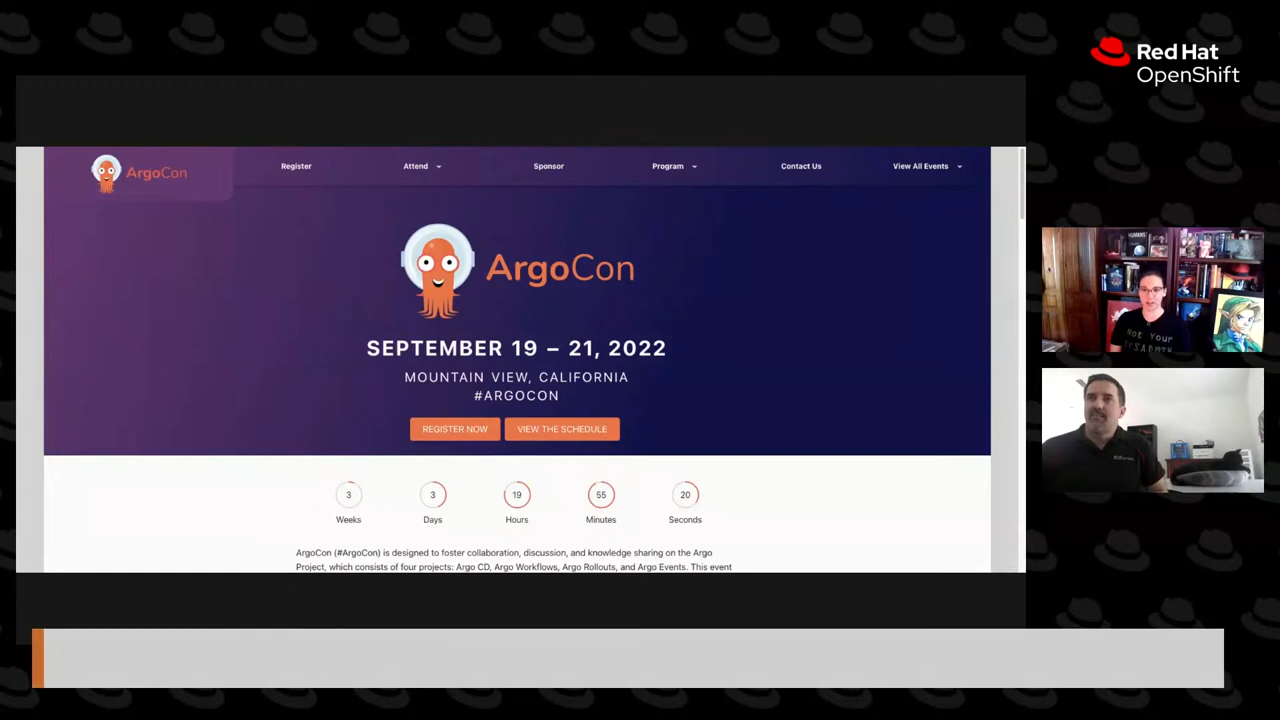 Red Hat
OpenShift
ArgoCon
Register
Attend
Sponsor
Program
Contact Us
View All Events
ArgoCon
SEPTEMBER 19 – 21, 2022
MOUNTAIN VIEW, CALIFORNIA
#ARGOCON
REGISTER NOW
VIEW THE SCHEDULE
3
3
19
55
20
Weeks
Days
Hours
Minutes
Seconds
ArgoCon (#ArgoCon) is designed to foster collaboration, discussion, and knowledge sharing on the Argo
Project, which consists of four projects: Argo CD, Argo Workflows, Argo Rollouts, and Argo Events. This event
HUMANS!
NOT YOUR